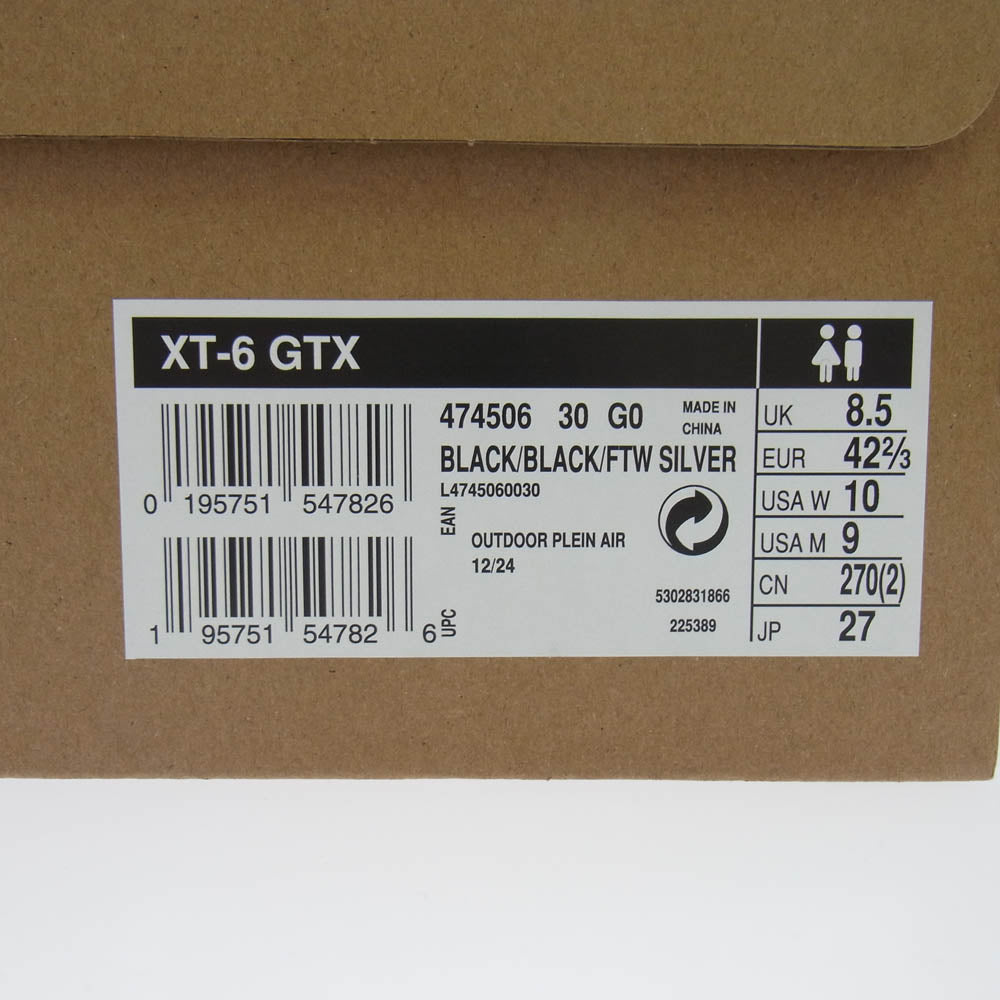 XT-6 GTX
0 195751 547826
EAN
1 95751 54782 6
UPC
474506 30 G0
MADE IN
CHINA
BLACK/BLACK/FTW SILVER
L4745060030
OUTDOOR PLEIN AIR
12/24
5302831866
225389
UK 8.5
EUR 42⅔
USA W 10
USA M 9
CN 270(2)
JP 27